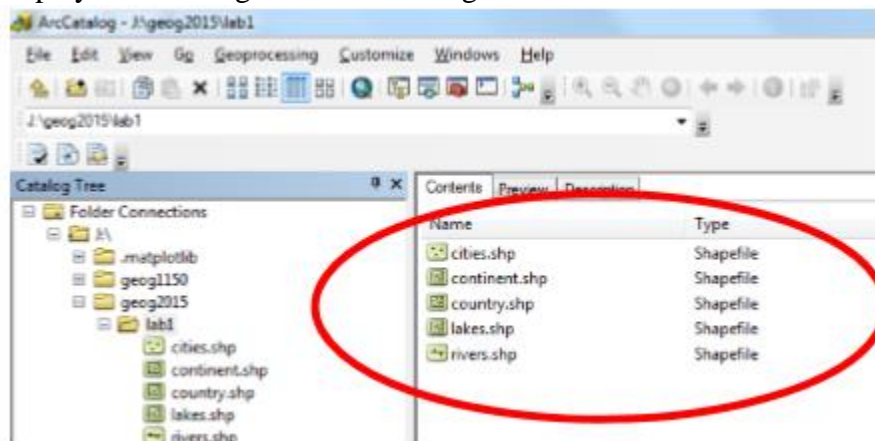 ArcCatalog - J:\geog2015\lab1
File Edit View Go Geoprocessing Customize Windows Help
J:\geog2015\lab1
Catalog Tree
Contents Preview Description
Folder Connections
J:\
.matplotlib
geog1150
geog2015
lab1
cities.shp
continent.shp
country.shp
lakes.shp
rivers.shp
Name Type
cities.shp Shapefile
continent.shp Shapefile
country.shp Shapefile
lakes.shp Shapefile
rivers.shp Shapefile